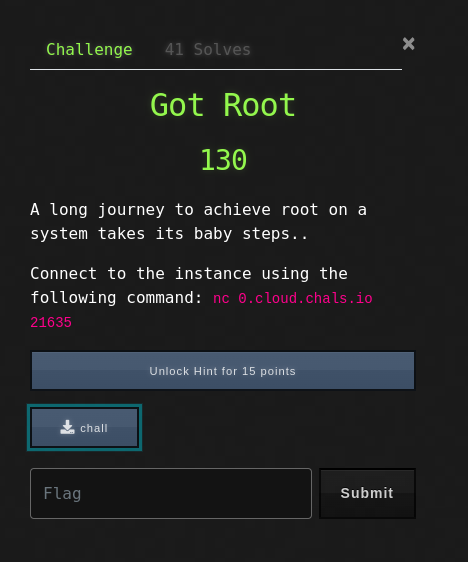 Challenge 41 Solves ×
Got Root
130
A long journey to achieve root on a
system takes its baby steps..
Connect to the instance using the
following command: nc 0.cloud.chals.io
21635
Unlock Hint for 15 points
chall
Flag Submit